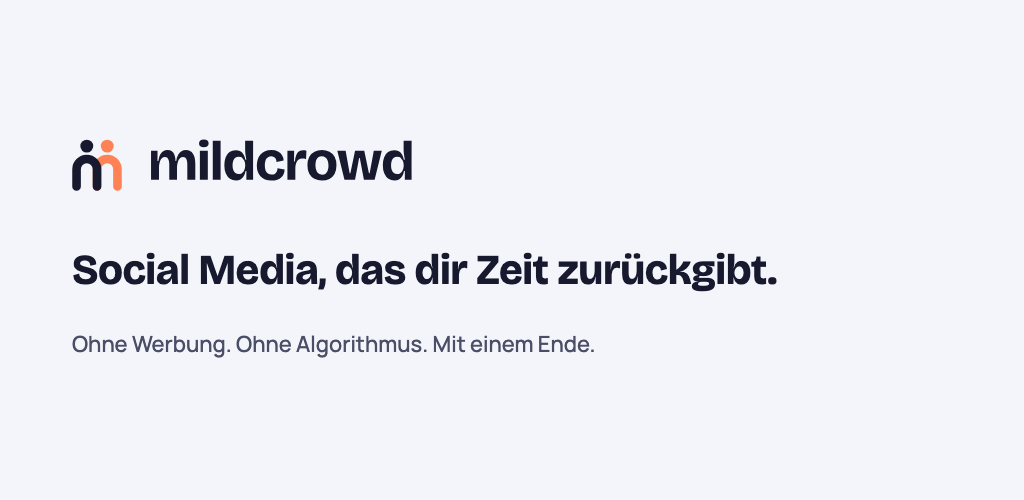 mildcrowd
Social Media, das dir Zeit zurückgibt.
Ohne Werbung. Ohne Algorithmus. Mit einem Ende.